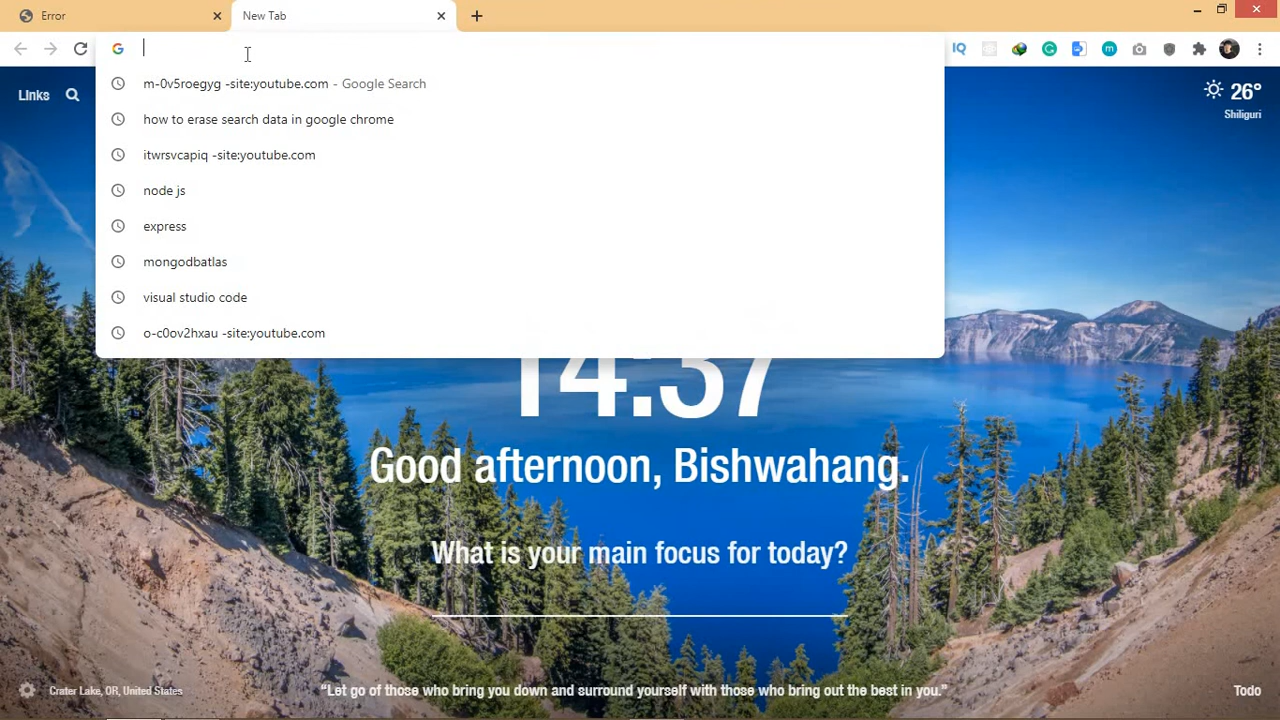 Error
New Tab
m-0v5roegyg -site:youtube.com - Google Search
how to erase search data in google chrome
itwrsvcapiq -site:youtube.com
node js
express
mongodbatlas
visual studio code
o-c0ov2hxau -site:youtube.com
Links
IQ
26°
Shiliguri
14:37
Good afternoon, Bishwahang.
What is your main focus for today?
Crater Lake, OR, United States
“Let go of those who bring you down and surround yourself with those who bring out the best in you.”
Todo